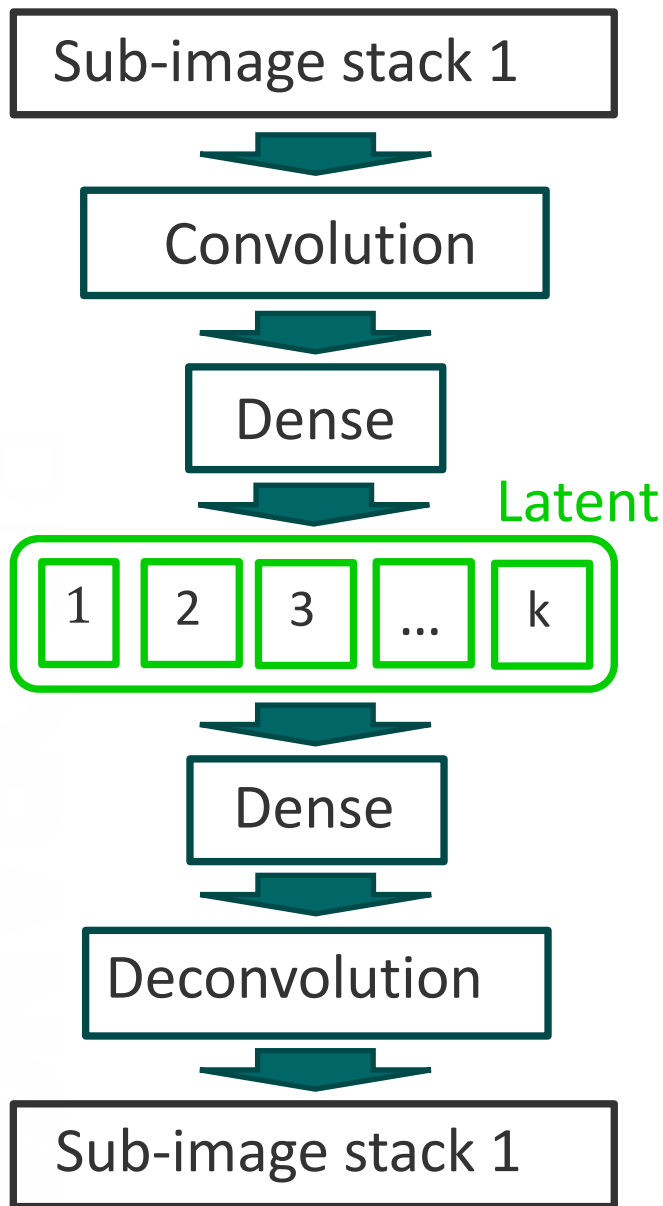 Sub-image stack 1
Convolution
Dense
Latent
1 2 3 ... k
Dense
Deconvolution
Sub-image stack 1